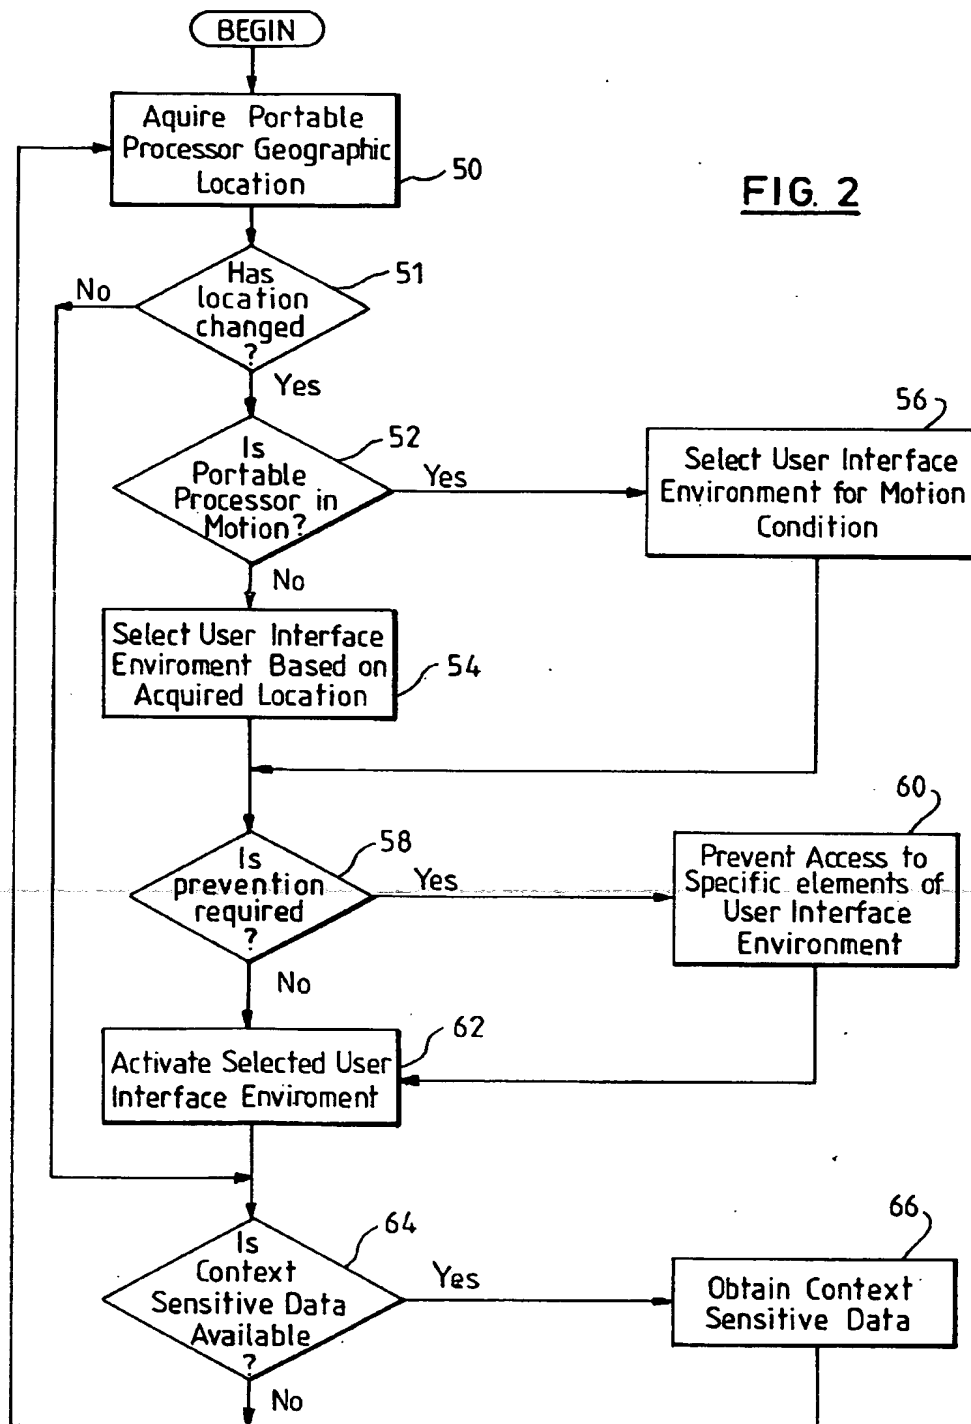 BEGIN
Aquire Portable
Processor Geographic
Location
50
FIG. 2
Has
location
changed
?
51
No
Yes
Is
Portable
Processor in
Motion?
52
Yes
No
56
Select User Interface
Environment for Motion
Condition
Select User Interface
Enviroment Based on
Acquired Location
54
Is
prevention
required
?
58
Yes
No
60
Prevent Access to
Specific elements of
User Interface
Environment
Activate Selected User
Interface Enviroment
62
Is
Context
Sensitive Data
Available
?
64
Yes
No
66
Obtain Context
Sensitive Data